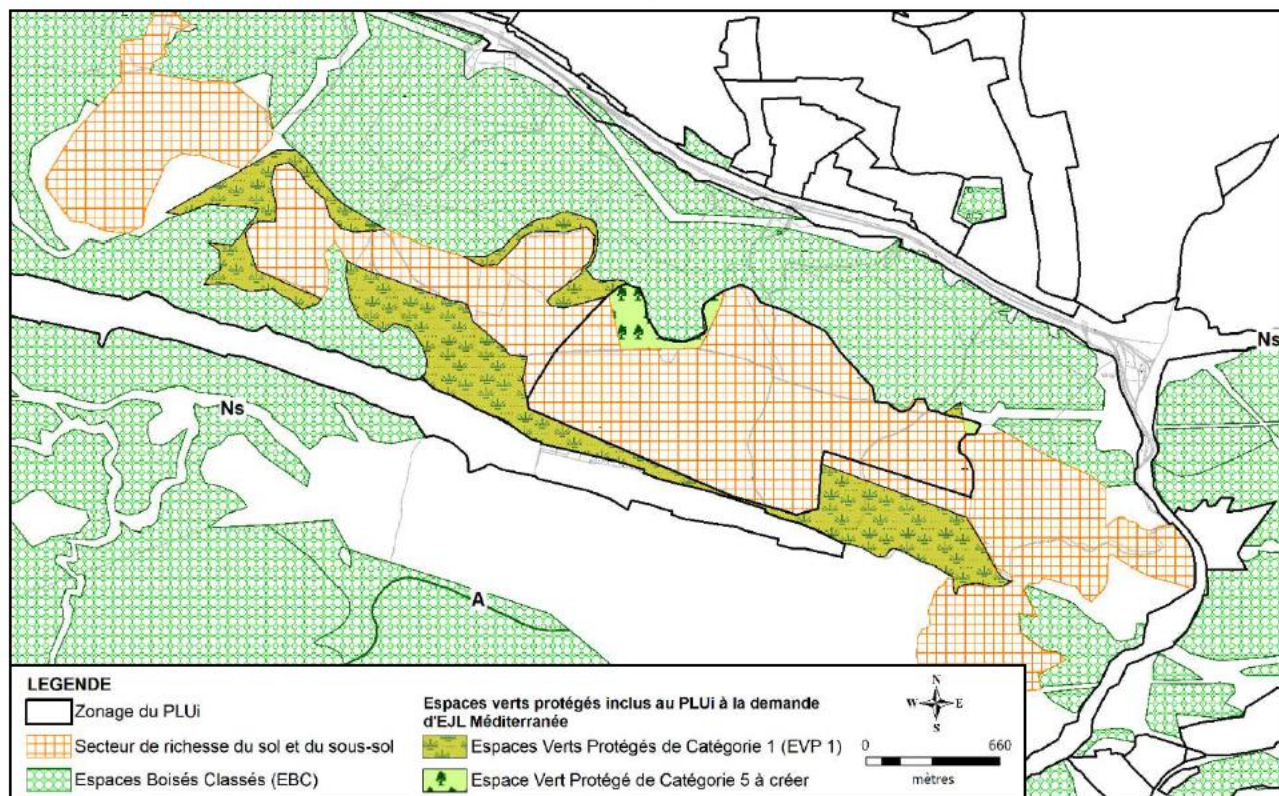 Ns
Ns
A
LEGENDE
Zonage du PLUi
Secteur de richesse du sol et du sous-sol
Espaces Boisés Classés (EBC)
Espaces verts protégés inclus au PLUi à la demande
d'EJL Méditerranée
Espaces Verts Protégés de Catégorie 1 (EVP 1)
Espace Vert Protégé de Catégorie 5 à créer
N
W E
S
0 660
mètres